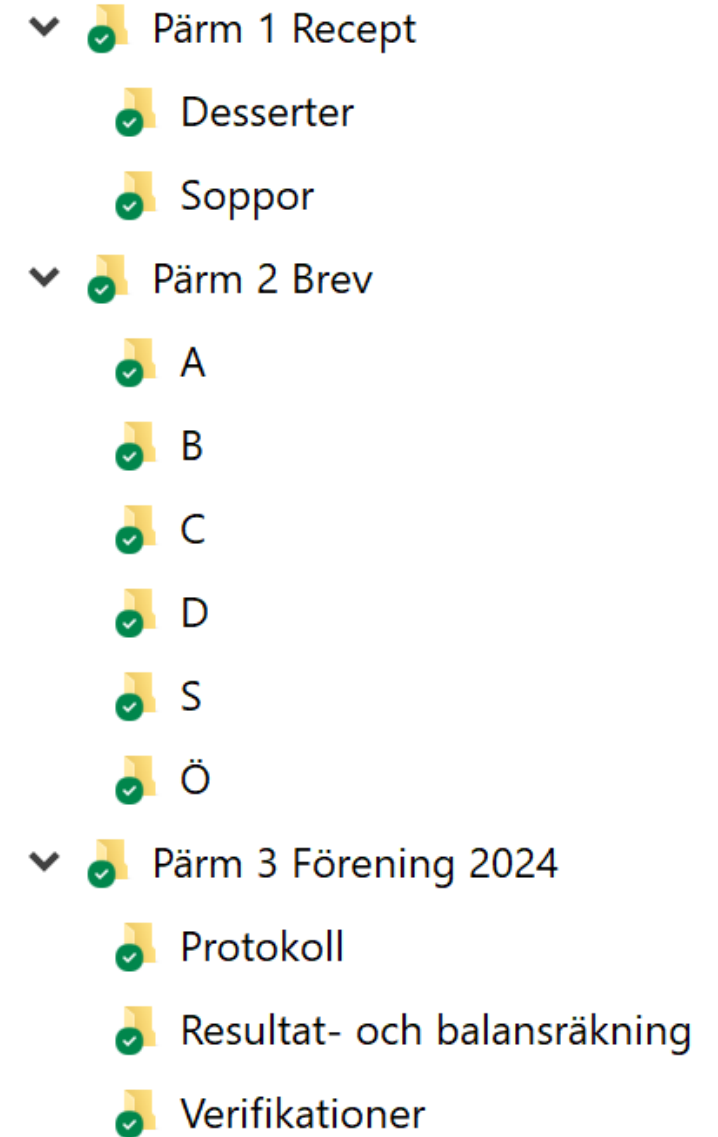 Pärm 1 Recept
Desserter
Soppor
Pärm 2 Brev
A
B
C
D
S
Ö
Pärm 3 Förening 2024
Protokoll
Resultat- och balansräkning
Verifikationer